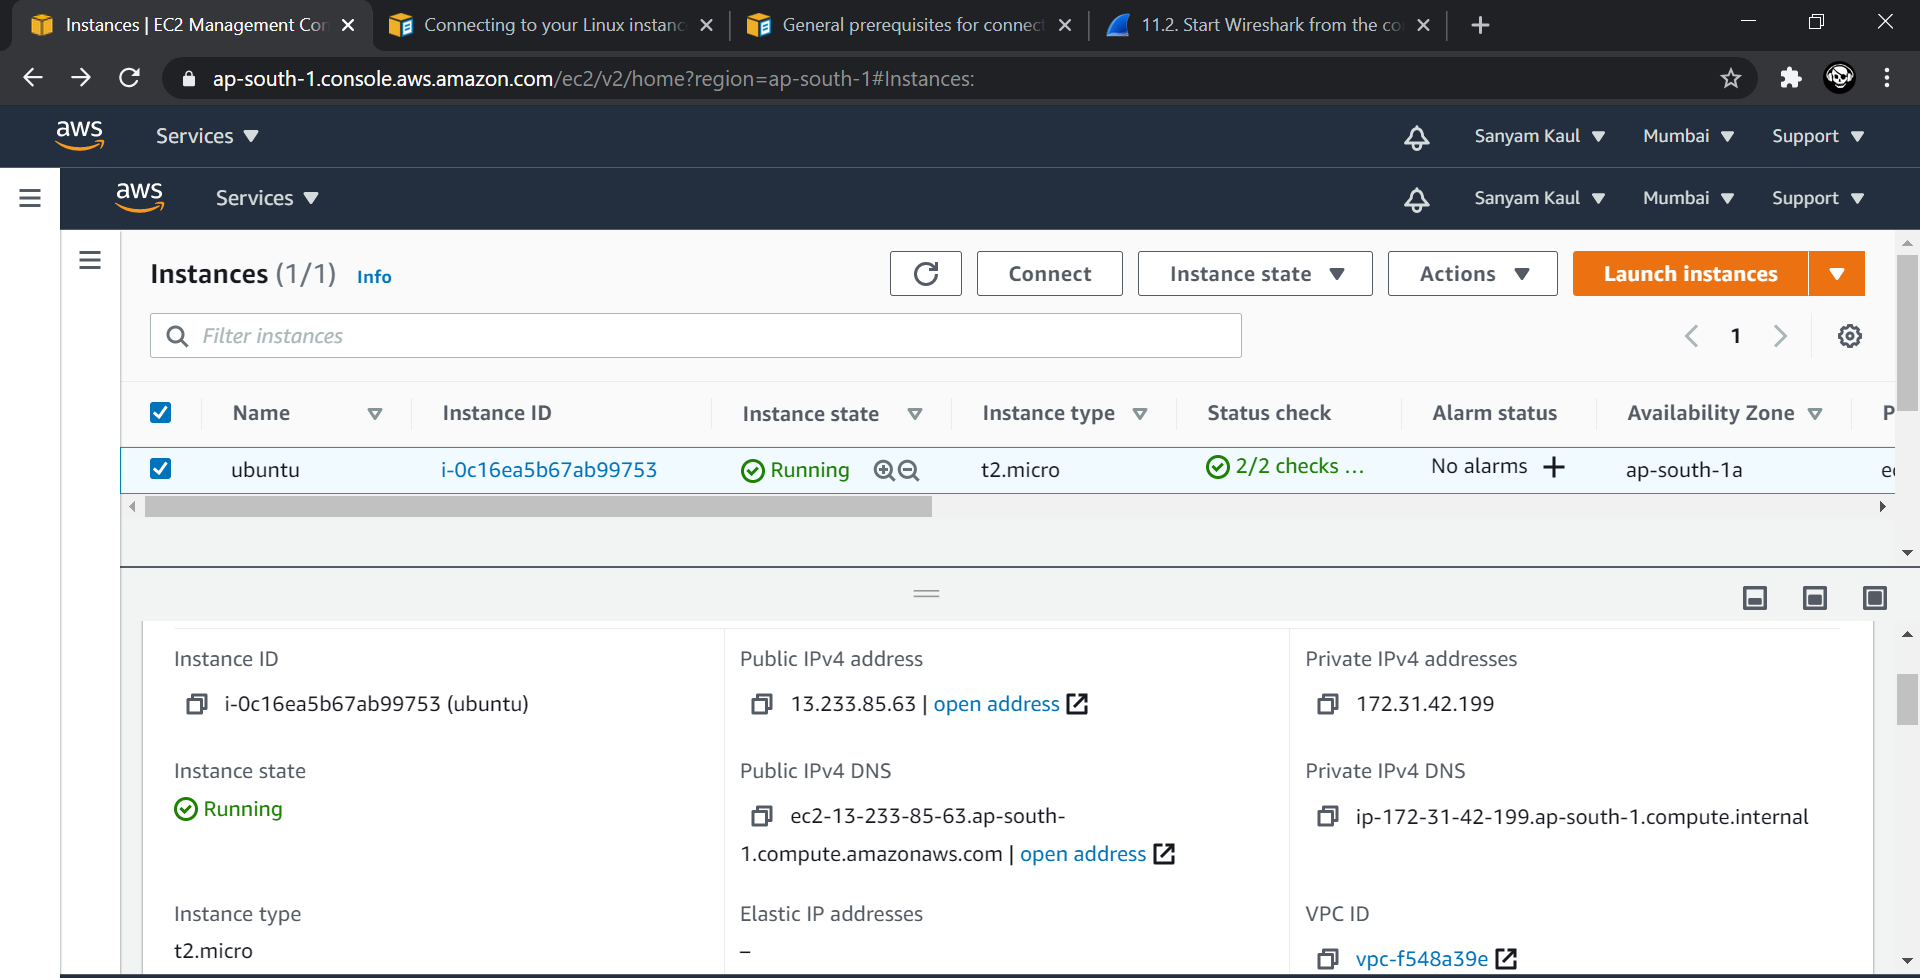 Instances | EC2 Management Con
Connecting to your Linux instanc
General prerequisites for connect
11.2. Start Wireshark from the co
ap-south-1.console.aws.amazon.com/ec2/v2/home?region=ap-south-1#Instances:
aws Services Sanyam Kaul Mumbai Support
aws Services Sanyam Kaul Mumbai Support
Instances (1/1) Info Connect Instance state Actions Launch instances
Filter instances 1
Name Instance ID Instance state Instance type Status check Alarm status Availability Zone P
ubuntu i-0c16ea5b67ab99753 Running t2.micro 2/2 checks ... No alarms + ap-south-1a ec
Instance ID
i-0c16ea5b67ab99753 (ubuntu)
Public IPv4 address
13.233.85.63 | open address
Private IPv4 addresses
172.31.42.199
Instance state
Running
Public IPv4 DNS
ec2-13-233-85-63.ap-south-
1.compute.amazonaws.com | open address
Private IPv4 DNS
ip-172-31-42-199.ap-south-1.compute.internal
Instance type
t2.micro
Elastic IP addresses
–
VPC ID
vpc-f548a39e